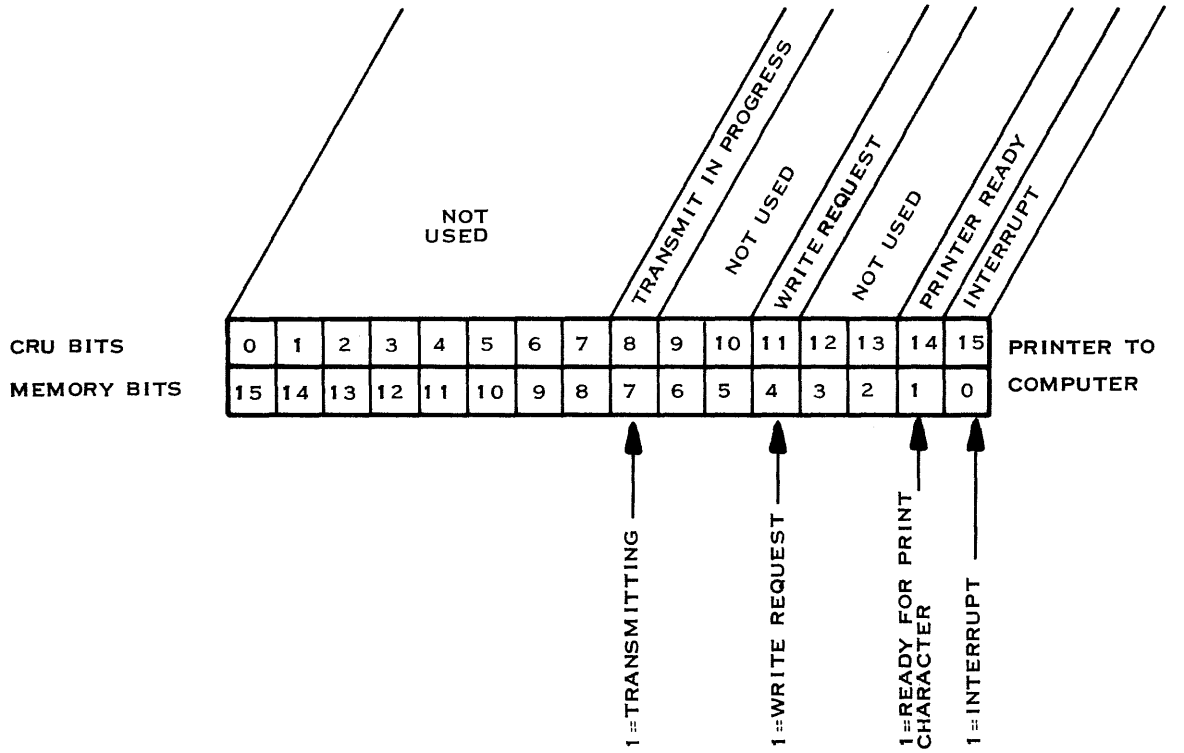 NOT
USED
TRANSMIT IN PROGRESS
NOT USED
WRITE REQUEST
NOT USED
PRINTER READY
INTERRUPT
CRU BITS 0 1 2 3 4 5 6 7 8 9 10 11 12 13 14 15 PRINTER TO
MEMORY BITS 15 14 13 12 11 10 9 8 7 6 5 4 3 2 1 0 COMPUTER
1=TRANSMITTING
1=WRITE REQUEST
1=READY FOR PRINT
CHARACTER
1=INTERRUPT